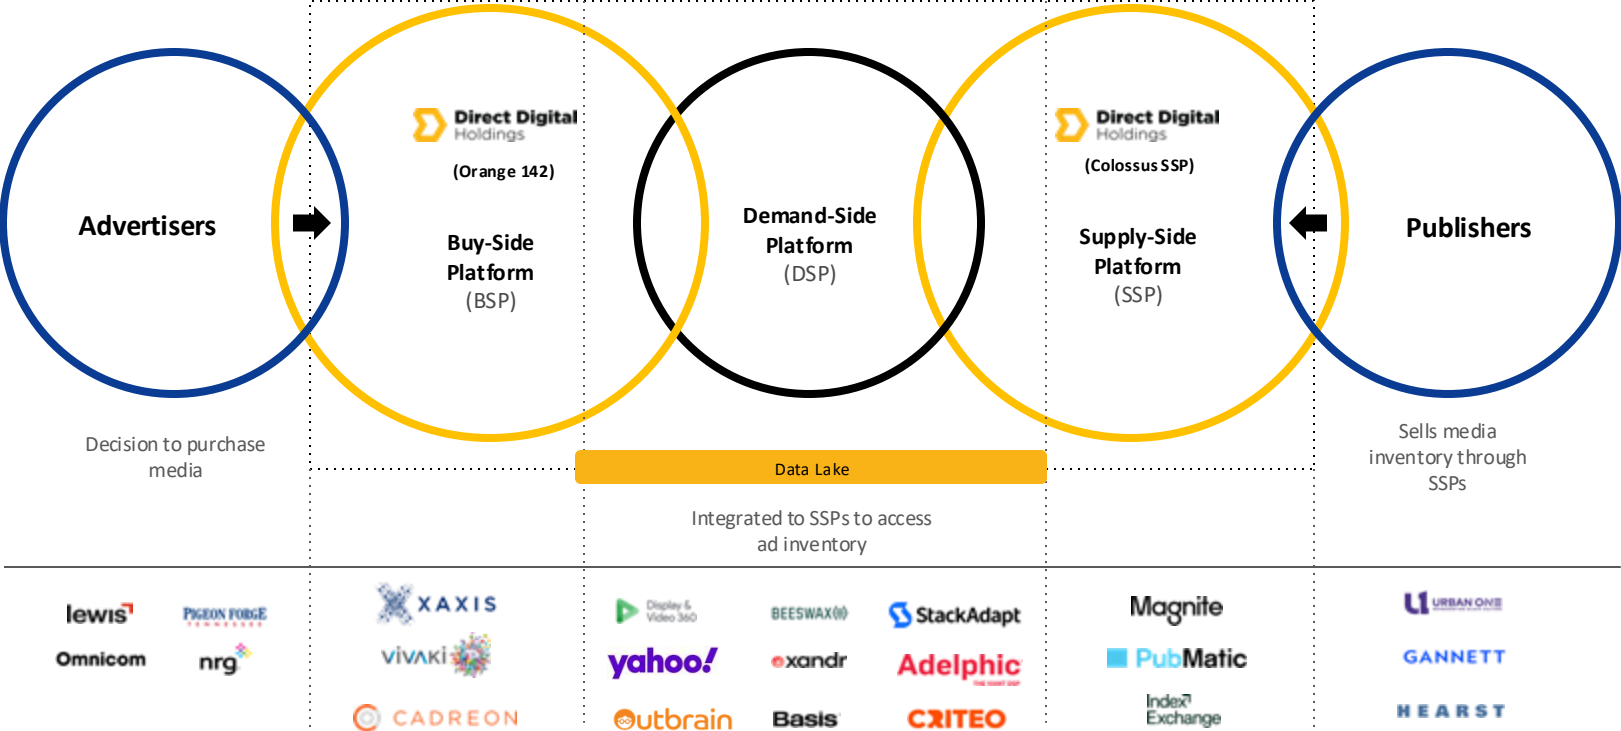 Direct Digital
Holdings
(Orange 142)
Direct Digital
Holdings
(Colossus SSP)
Advertisers
Buy-Side
Platform
(BSP)
Demand-Side
Platform
(DSP)
Supply-Side
Platform
(SSP)
Publishers
Decision to purchase
media
Data Lake
Sells media
inventory through
SSPs
Integrated to SSPs to access
ad inventory
lewis
PIGEON FORGE
TENNESSEE
Omnicom
nrg
XAXIS
VIVAKI
CADREON
Display &
Video 360
BEESWAX
StackAdapt
yahoo!
xandr
Adelphic
Outbrain
Basis
CRITEO
Magnite
PubMatic
Index
Exchange
URBAN ONE
GANNETT
HEARST